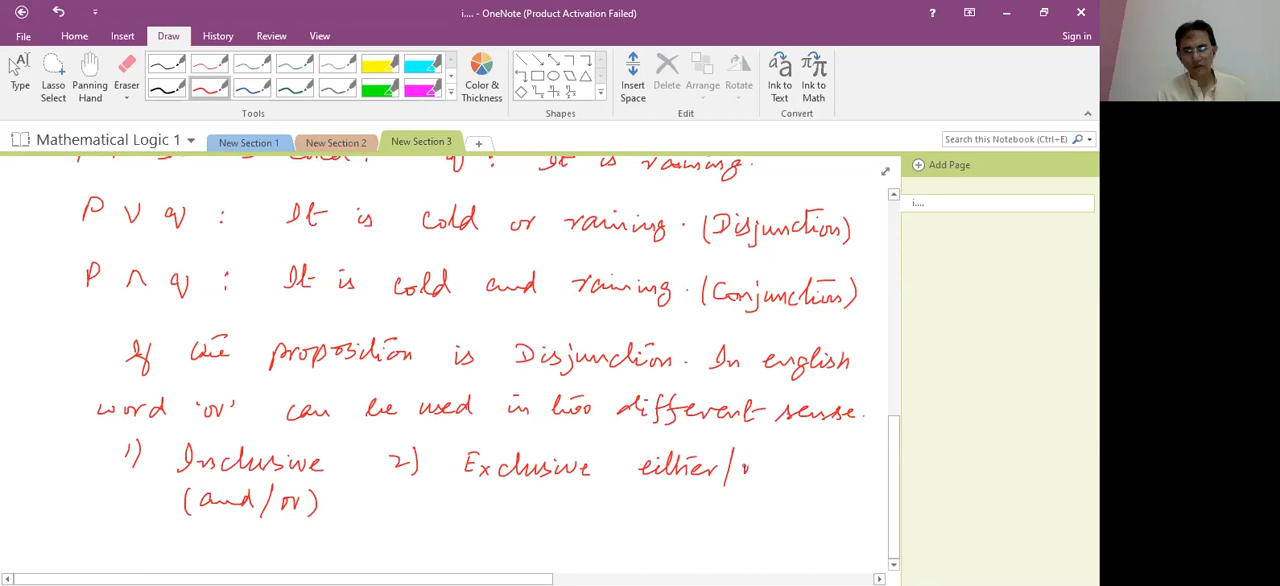 i.... - OneNote (Product Activation Failed)
File Home Insert Draw History Review View Sign in
Type Lasso Select Panning Hand Eraser Color & Thickness Insert Space Delete Arrange Rotate Ink to Text Ink to Math
Tools Shapes Edit Convert
Mathematical Logic 1 New Section 1 New Section 2 New Section 3 Search this Notebook (Ctrl+E)
Add Page
i....
q : It is raining.
P ∨ q : It is cold or raining. (Disjunction)
P ∧ q : It is cold and raining. (Conjunction)
If the proposition is Disjunction. In english
word 'or' can be used in two different sense.
1) Inclusive 2) Exclusive either/
(and/or)